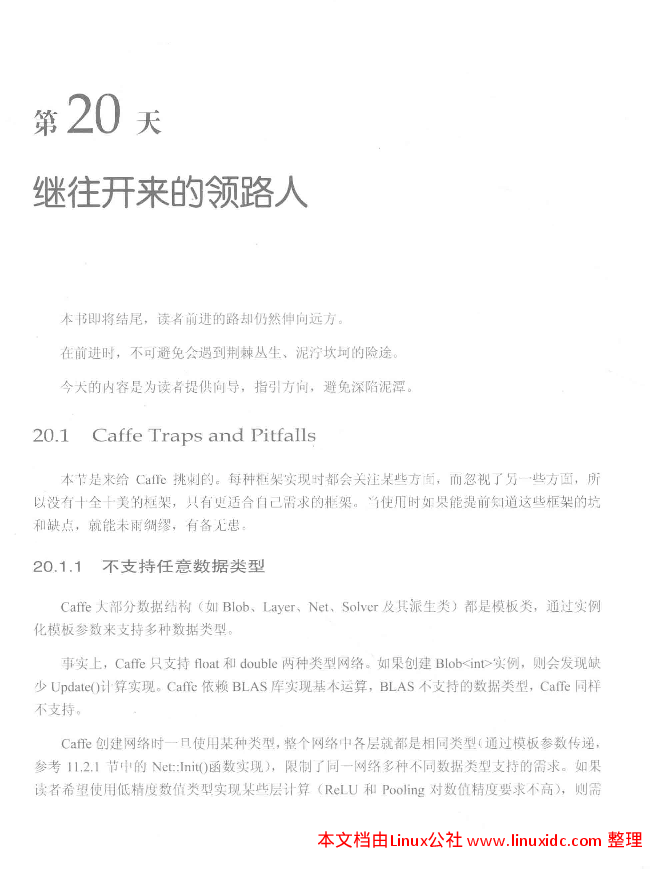 第 20 天
继往开来的领路人
本书即将结尾，读者前进的路却仍然伸向远方。
在前进时，不可避免会遇到荆棘丛生、泥泞坎坷的险途。
今天的内容是为读者提供向导，指引方向，避免深陷泥潭。
20.1 Caffe Traps and Pitfalls
本节是来给 Caffe 挑刺的。每种框架实现时都会关注某些方面，而忽视了另一些方面，所
以没有十全十美的框架，只有更适合自己需求的框架。当使用时如果能提前知道这些框架的坑
和缺点，就能未雨绸缪，有备无患。
20.1.1 不支持任意数据类型
Caffe 大部分数据结构（如 Blob、Layer、Net、Solver 及其派生类）都是模板类，通过实例
化模板参数来支持多种数据类型。
事实上，Caffe 只支持 float 和 double 两种类型网络。如果创建 Blob<int>实例，则会发现缺
少 Update()计算实现。Caffe 依赖 BLAS 库实现基本运算，BLAS 不支持的数据类型，Caffe 同样
不支持。
Caffe 创建网络时一旦使用某种类型，整个网络中各层就都是相同类型（通过模板参数传递，
参考 11.2.1 节中的 Net::Init()函数实现），限制了同一网络多种不同数据类型支持的需求。如果
读者希望使用低精度数值类型实现某些层计算（ReLU 和 Pooling 对数值精度要求不高），则需
本文档由Linux公社 www.linuxidc.com 整理